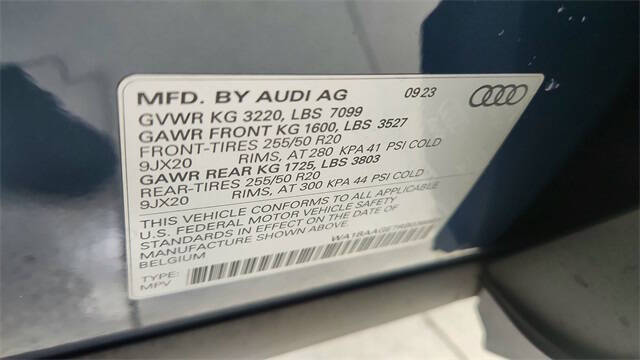 MFD. BY AUDI AG 09.23
GVWR KG 3220, LBS 7099
GAWR FRONT KG 1600, LBS 3527
FRONT-TIRES 255/50 R20
9JX20 RIMS, AT 280 KPA 41 PSI COLD
GAWR REAR KG 1725, LBS 3803
REAR-TIRES 255/50 R20
9JX20 RIMS, AT 300 KPA 44 PSI COLD
THIS VEHICLE CONFORMS TO ALL APPLICABLE
U.S. FEDERAL MOTOR VEHICLE SAFETY
STANDARDS IN EFFECT ON THE DATE OF
MANUFACTURE SHOWN ABOVE.
BELGIUM
TYPE:
MPV